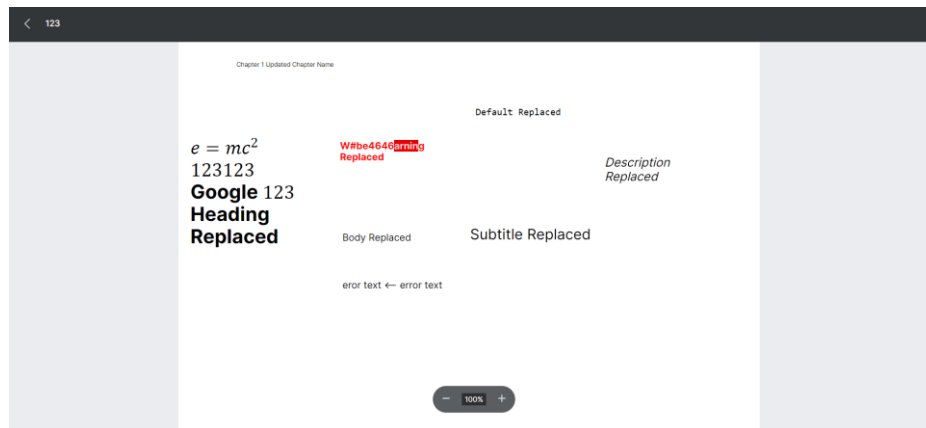 123
Chapter 1 Updated Chapter Name
Default Replaced
e = mc²
123123
Google 123
Heading
Replaced
W#be4646arning
Replaced
Description
Replaced
Body Replaced
Subtitle Replaced
eror text ← error text
− 100% +